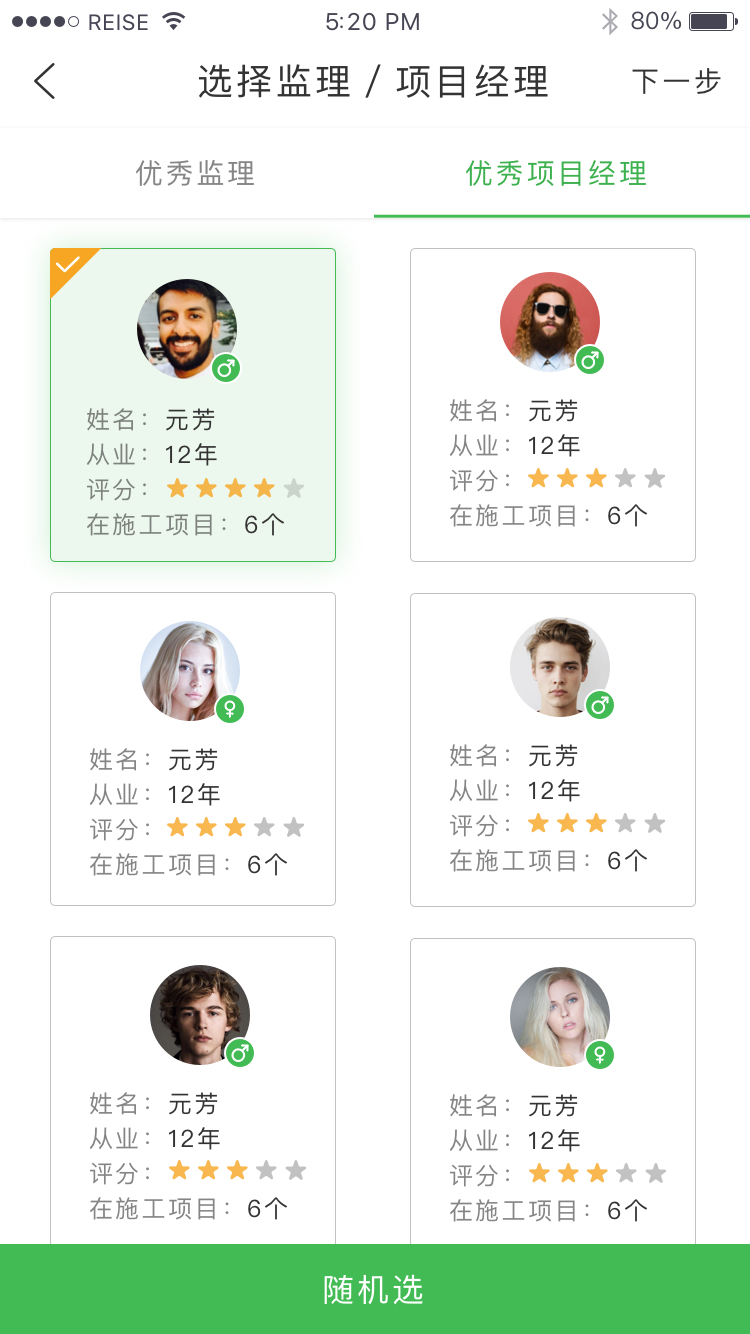 REISE 5:20 PM 80%
选择监理 / 项目经理 下一步
优秀监理 优秀项目经理
姓名： 元芳
从业： 12年
评分：
在施工项目： 6个
姓名： 元芳
从业： 12年
评分：
在施工项目： 6个
姓名： 元芳
从业： 12年
评分：
在施工项目： 6个
姓名： 元芳
从业： 12年
评分：
在施工项目： 6个
姓名： 元芳
从业： 12年
评分：
在施工项目： 6个
姓名： 元芳
从业： 12年
评分：
在施工项目： 6个
随机选